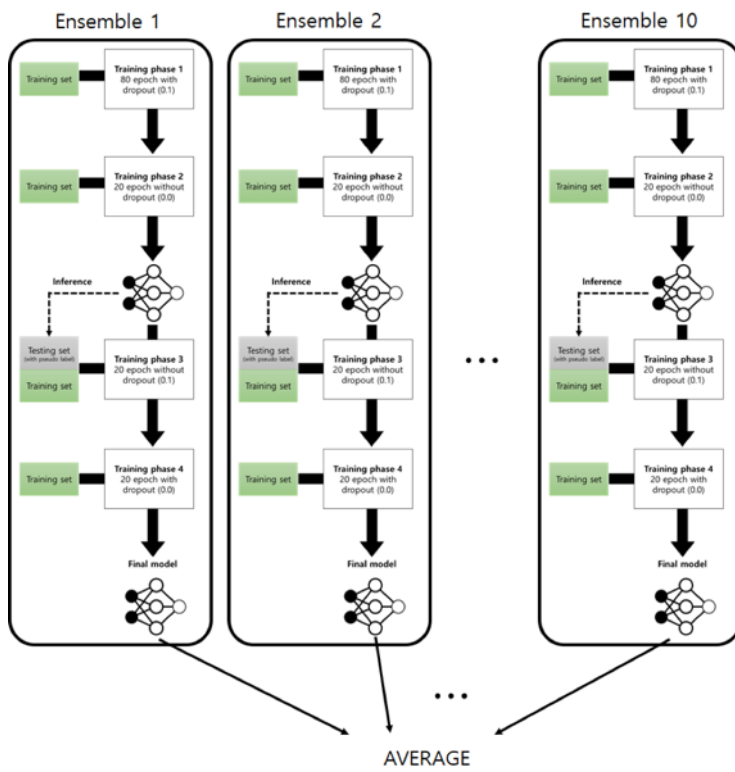 Ensemble 1
Training set
Training phase 1
80 epoch with
dropout (0.1)
Training set
Training phase 2
20 epoch without
dropout (0.0)
Inference
Testing set
(with pseudo label)
Training set
Training phase 3
20 epoch without
dropout (0.1)
Training set
Training phase 4
20 epoch with
dropout (0.0)
Final model
Ensemble 2
Training set
Training phase 1
80 epoch with
dropout (0.1)
Training set
Training phase 2
20 epoch without
dropout (0.0)
Inference
Testing set
(with pseudo label)
Training set
Training phase 3
20 epoch without
dropout (0.1)
Training set
Training phase 4
20 epoch with
dropout (0.0)
Final model
...
Ensemble 10
Training set
Training phase 1
80 epoch with
dropout (0.1)
Training set
Training phase 2
20 epoch without
dropout (0.0)
Inference
Testing set
(with pseudo label)
Training set
Training phase 3
20 epoch without
dropout (0.1)
Training set
Training phase 4
20 epoch with
dropout (0.0)
Final model
...
AVERAGE